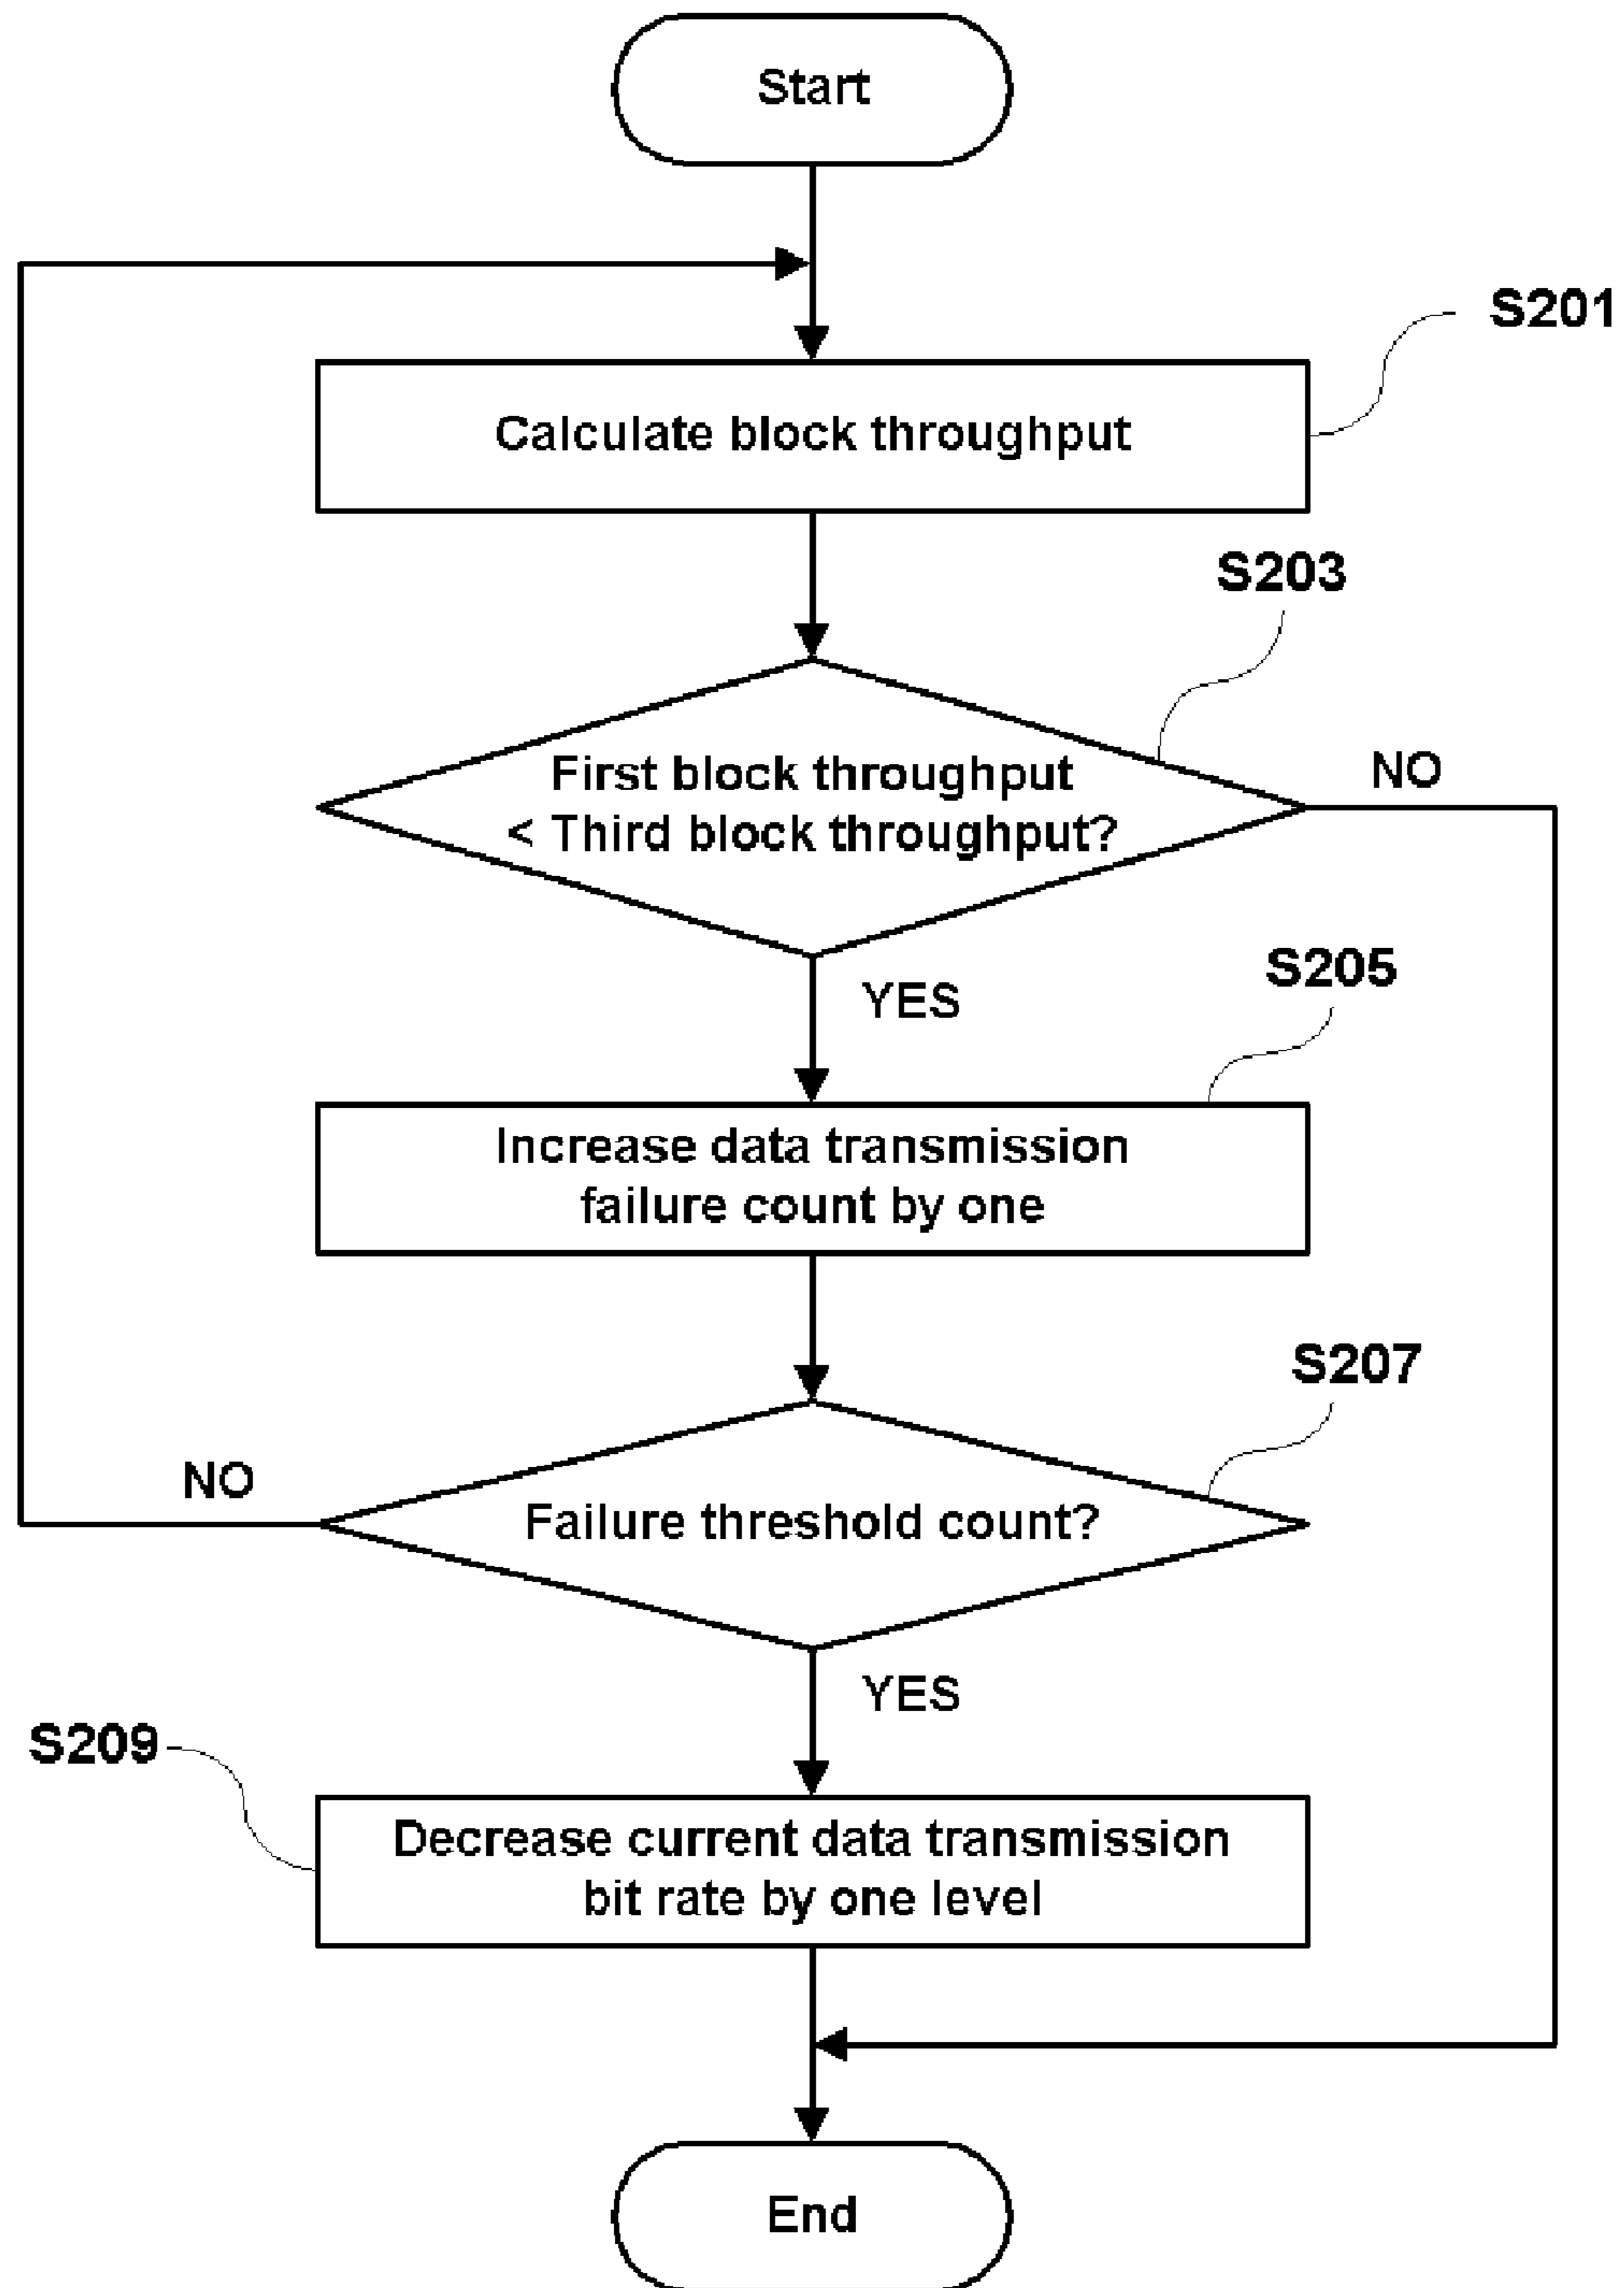 Start
S201
Calculate block throughput
S203
First block throughput
< Third block throughput?
NO
YES
S205
Increase data transmission
failure count by one
S207
NO
Failure threshold count?
YES
S209
Decrease current data transmission
bit rate by one level
End